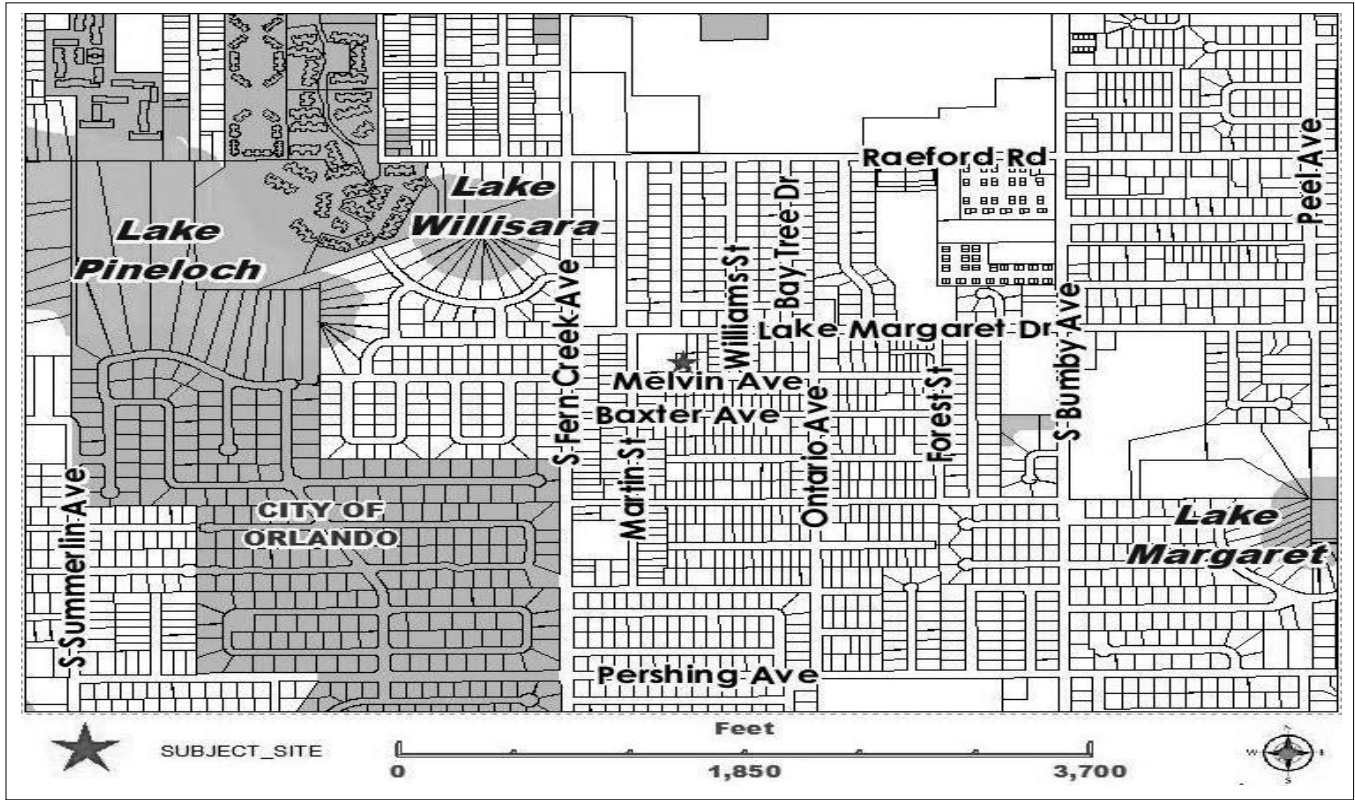 Raeford Rd
Peel Ave
Lake
Willisara
Lake
Pineloch
Bay Tree Dr
Williams St
S Fern Creek Ave
Lake Margaret Dr
S Bumby Ave
Melvin Ave
Baxter Ave
Forest St
Ontario Ave
Martin St
S Summerlin Ave
CITY OF
ORLANDO
Lake
Margaret
Pershing Ave
SUBJECT_SITE
Feet
0
1,850
3,700
N
W
E
S